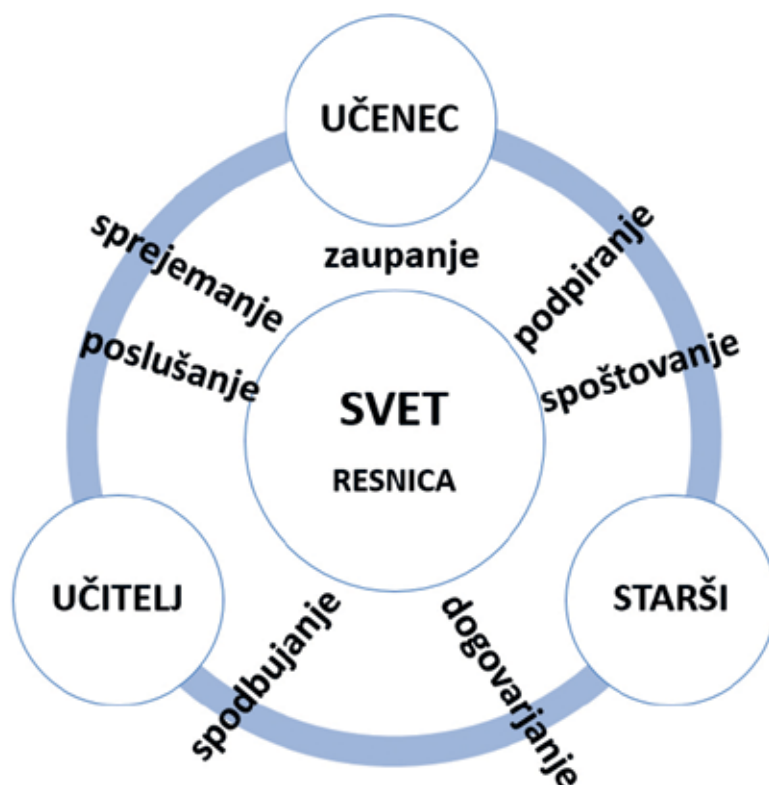 UČENEC
zaupanje
sprejemanje
poslušanje
podpiranje
spoštovanje
SVET
RESNICA
UČITELJ
STARŠI
spodbujanje
dogovarjanje